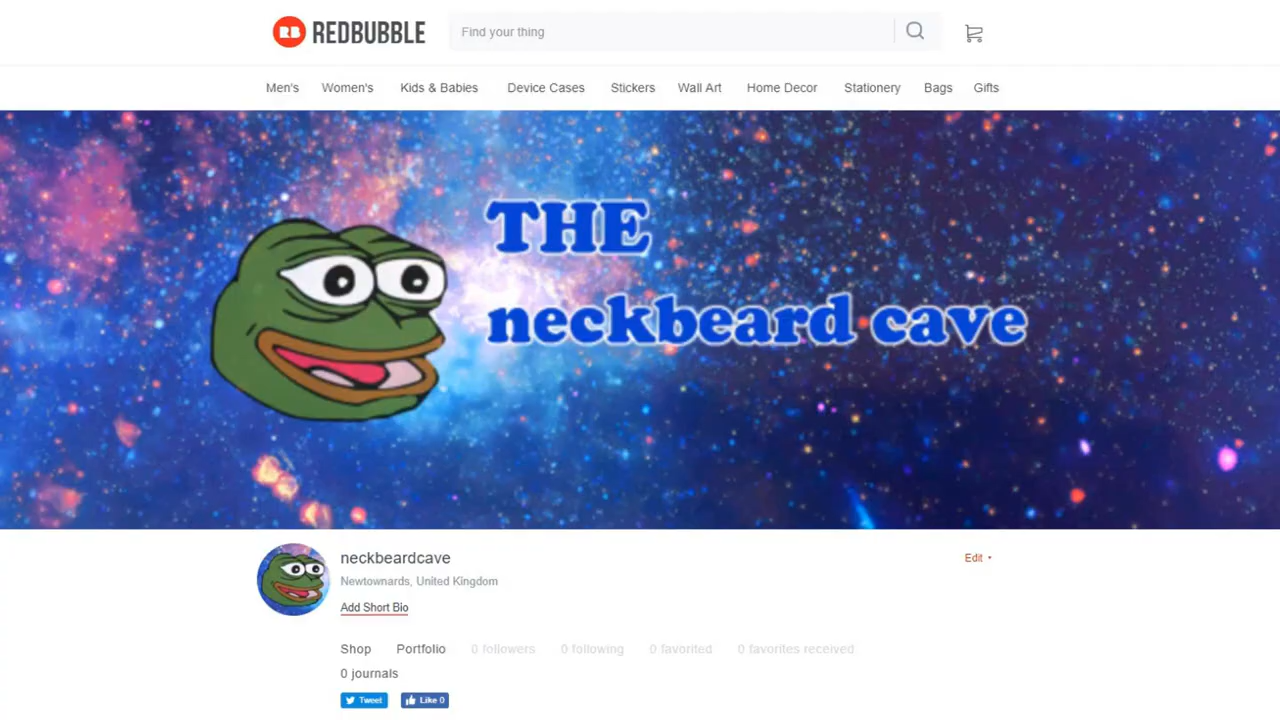 RB REDBUBBLE
Find your thing
Men's Women's Kids & Babies Device Cases Stickers Wall Art Home Decor Stationery Bags Gifts
THE
neckbeard cave
neckbeardcave
Edit
Newtownards, United Kingdom
Add Short Bio
Shop Portfolio 0 followers 0 following 0 favorited 0 favorites received
0 journals
Tweet Like 0